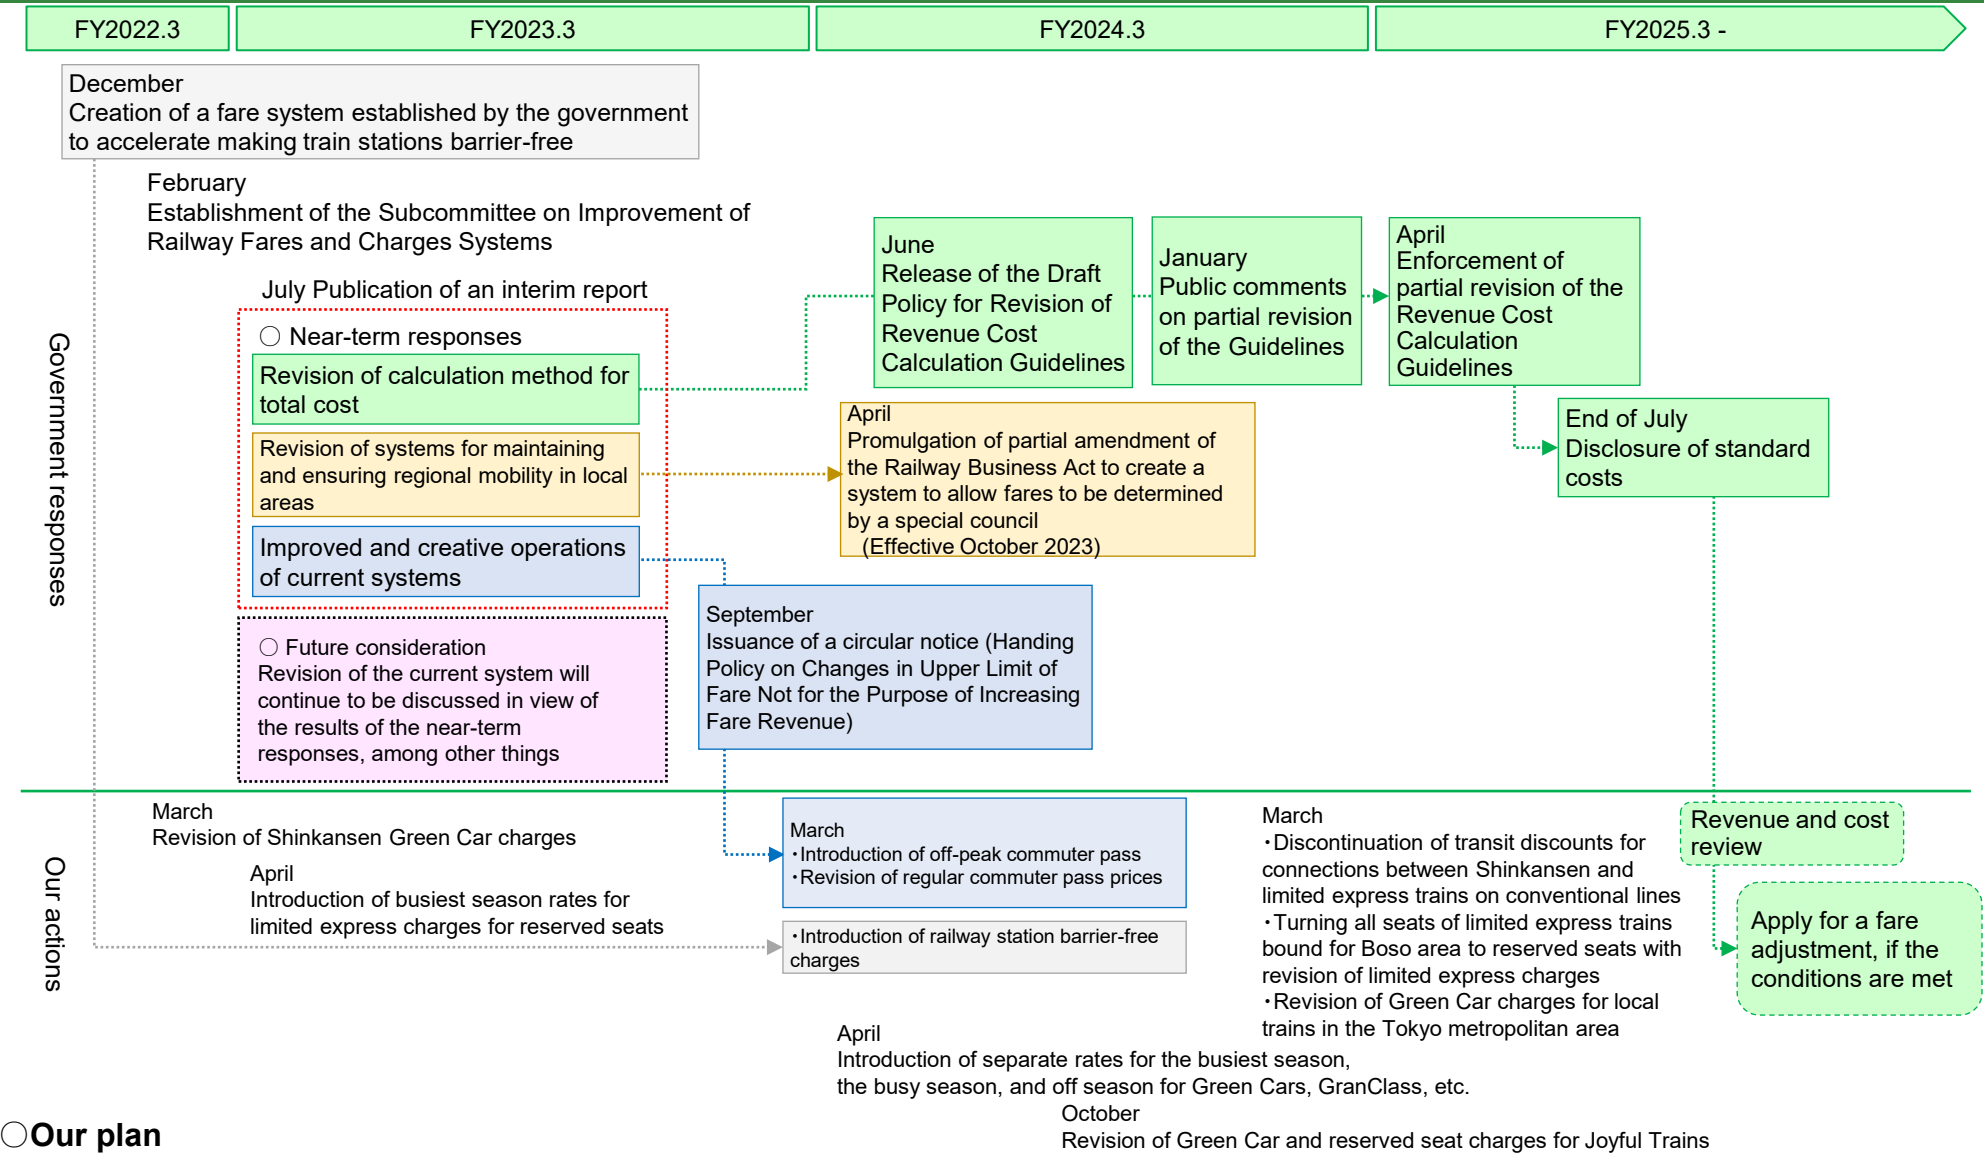 FY2022.3
FY2023.3
FY2024.3
FY2025.3 -
Government responses
December
Creation of a fare system established by the government
to accelerate making train stations barrier-free
February
Establishment of the Subcommittee on Improvement of
Railway Fares and Charges Systems
July Publication of an interim report
○ Near-term responses
Revision of calculation method for
total cost
Revision of systems for maintaining
and ensuring regional mobility in local
areas
Improved and creative operations
of current systems
○ Future consideration
Revision of the current system will
continue to be discussed in view of
the results of the near-term
responses, among other things
June
Release of the Draft
Policy for Revision of
Revenue Cost
Calculation Guidelines
January
Public comments
on partial revision
of the Guidelines
April
Enforcement of
partial revision of the
Revenue Cost
Calculation
Guidelines
April
Promulgation of partial amendment of
the Railway Business Act to create a
system to allow fares to be determined
by a special council
(Effective October 2023)
End of July
Disclosure of standard
costs
September
Issuance of a circular notice (Handing
Policy on Changes in Upper Limit of
Fare Not for the Purpose of Increasing
Fare Revenue)
Our actions
March
Revision of Shinkansen Green Car charges
April
Introduction of busiest season rates for
limited express charges for reserved seats
March
・Introduction of off-peak commuter pass
・Revision of regular commuter pass prices
・Introduction of railway station barrier-free
charges
March
・Discontinuation of transit discounts for
connections between Shinkansen and
limited express trains on conventional lines
・Turning all seats of limited express trains
bound for Boso area to reserved seats with
revision of limited express charges
・Revision of Green Car charges for local
trains in the Tokyo metropolitan area
Revenue and cost
review
Apply for a fare
adjustment, if the
conditions are met
April
Introduction of separate rates for the busiest season,
the busy season, and off season for Green Cars, GranClass, etc.
October
Revision of Green Car and reserved seat charges for Joyful Trains
○Our plan